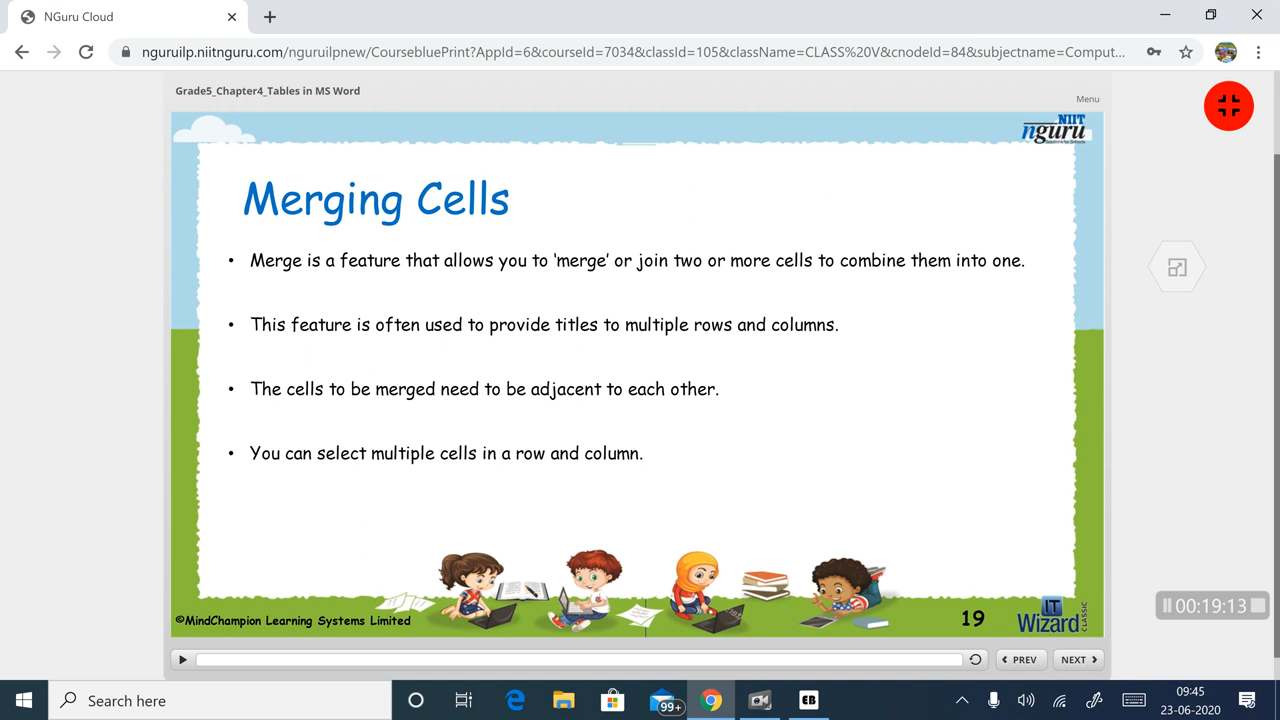 NGuru Cloud
nguruilp.niitnguru.com/nguruilpnew/CoursebluePrint?AppId=6&courseId=7034&classId=105&className=CLASS%20V&cnodeId=84&subjectname=Comput...
Grade5_Chapter4_Tables in MS Word
Menu
NIIT
nguru
Solutions for Schools
Merging Cells
• Merge is a feature that allows you to ‘merge’ or join two or more cells to combine them into one.
• This feature is often used to provide titles to multiple rows and columns.
• The cells to be merged need to be adjacent to each other.
• You can select multiple cells in a row and column.
00:19:13
©MindChampion Learning Systems Limited
19
IT
Wizard
CLASSIC
PREV
NEXT
Search here
99+
EB
09:45
23-06-2020